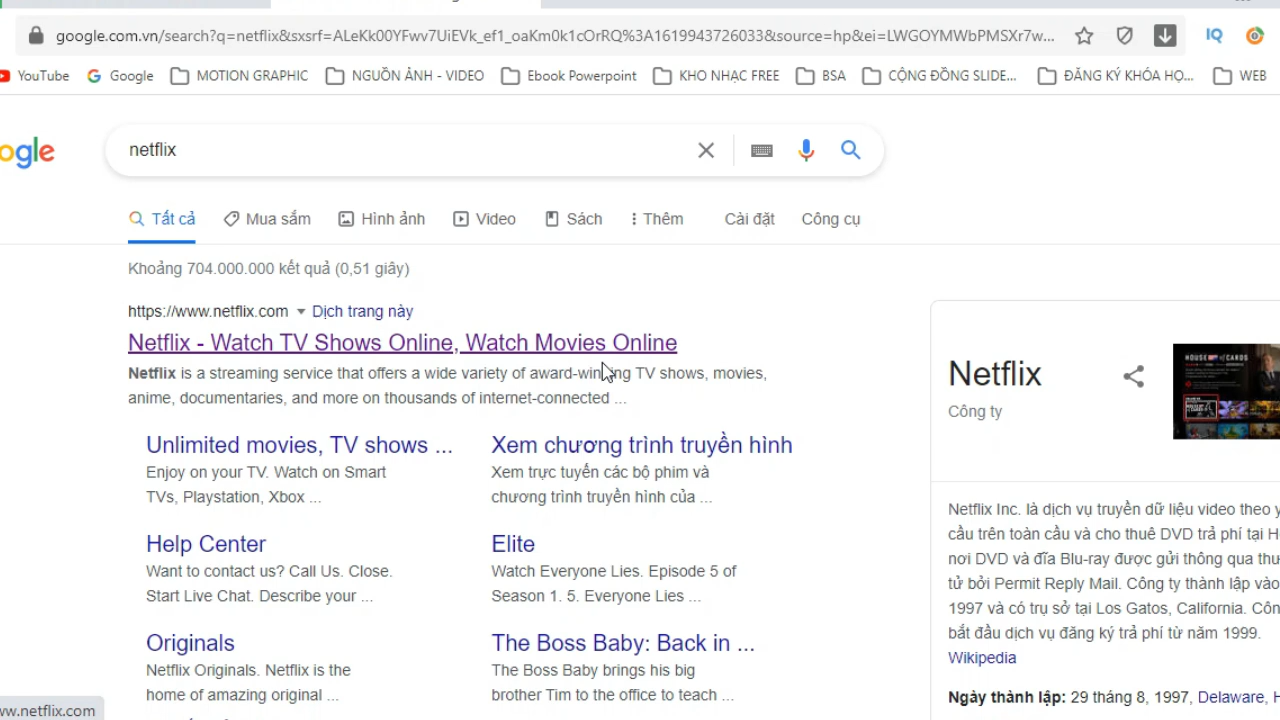 google.com.vn/search?q=netflix&sxsrf=ALeKk00YFwv7UiEVk_ef1_oaKm0k1cOrRQ%3A1619943726033&source=hp&ei=LWGOYMWbPMSXr7w...
IQ
YouTube Google MOTION GRAPHIC NGUỒN ẢNH - VIDEO Ebook Powerpoint KHO NHẠC FREE BSA CỘNG ĐỒNG SLIDE... ĐĂNG KÝ KHÓA HỌ... WEB
ogle
netflix
Tất cả Mua sắm Hình ảnh Video Sách Thêm Cài đặt Công cụ
Khoảng 704.000.000 kết quả (0,51 giây)
https://www.netflix.com Dịch trang này
Netflix - Watch TV Shows Online, Watch Movies Online
Netflix is a streaming service that offers a wide variety of award-winning TV shows, movies,
anime, documentaries, and more on thousands of internet-connected ...
Unlimited movies, TV shows ...
Enjoy on your TV. Watch on Smart
TVs, Playstation, Xbox ...
Xem chương trình truyền hình
Xem trực tuyến các bộ phim và
chương trình truyền hình của ...
Help Center
Want to contact us? Call Us. Close.
Start Live Chat. Describe your ...
Elite
Watch Everyone Lies. Episode 5 of
Season 1. 5. Everyone Lies ...
Originals
Netflix Originals. Netflix is the
home of amazing original ...
The Boss Baby: Back in ...
The Boss Baby brings his big
brother Tim to the office to teach ...
Netflix
Công ty
HOUSE of CARDS
Netflix Inc. là dịch vụ truyền dữ liệu video theo y
cầu trên toàn cầu và cho thuê DVD trả phí tại H
nơi DVD và đĩa Blu-ray được gửi thông qua thu
tử bởi Permit Reply Mail. Công ty thành lập vào
1997 và có trụ sở tại Los Gatos, California. Côn
bắt đầu dịch vụ đăng ký trả phí từ năm 1999.
Wikipedia
Ngày thành lập: 29 tháng 8, 1997, Delaware, H
ww.netflix.com